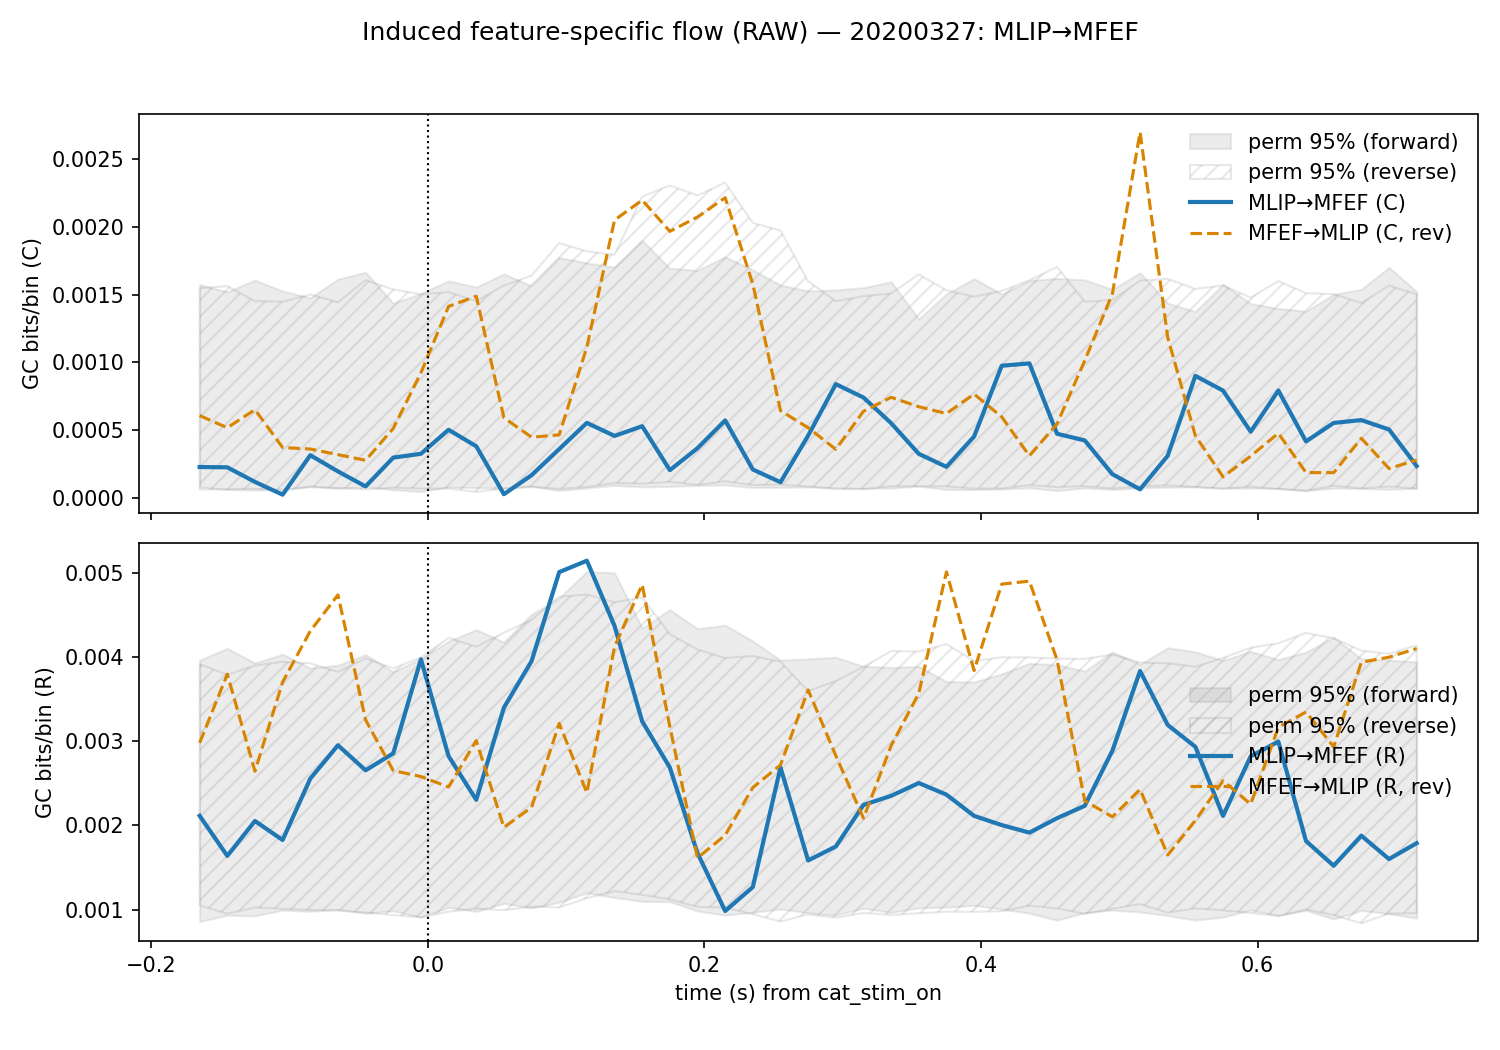 Induced feature-specific flow (RAW) — 20200327: MLIP→MFEF
GC bits/bin (C)
0.0025
0.0020
0.0015
0.0010
0.0005
0.0000
perm 95% (forward)
perm 95% (reverse)
MLIP→MFEF (C)
MFEF→MLIP (C, rev)
GC bits/bin (R)
0.005
0.004
0.003
0.002
0.001
perm 95% (forward)
perm 95% (reverse)
MLIP→MFEF (R)
MFEF→MLIP (R, rev)
−0.2
0.0
0.2
0.4
0.6
time (s) from cat_stim_on